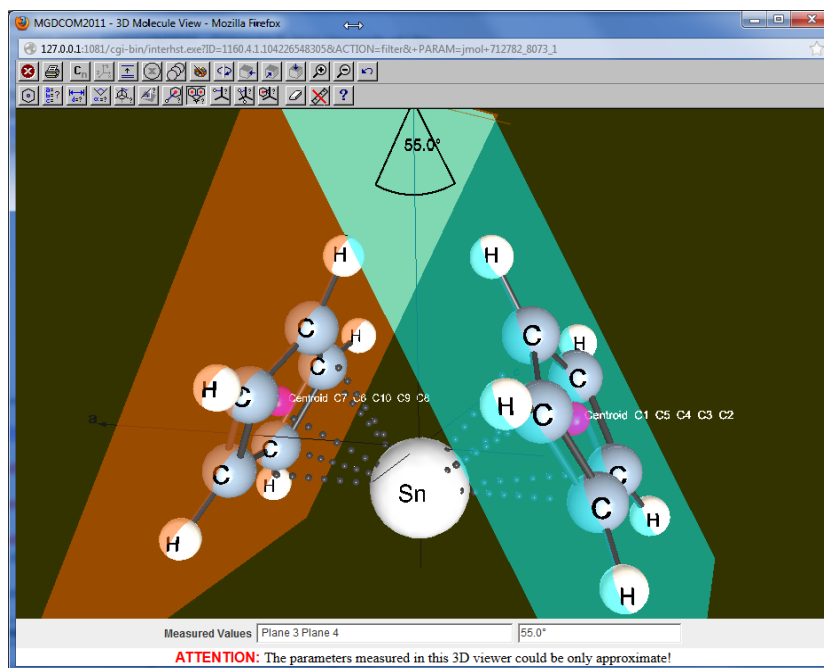 MGDCOM2011 - 3D Molecule View - Mozilla Firefox
127.0.0.1:1081/cgi-bin/interhst.exe?ID=1160.4.1.104226548305&ACTION=filter&+PARAM=jmol+712782_8073_1
Cn
d=?
α=?
?
55.0°
H
H
C
C
H
H
C
C
H
H
C
C
Centroid C7 C6 C10 C9 C8
H
C
Centroid C1 C5 C4 C3 C2
a
C
C
C
C
H
Sn
C
H
H
H
Measured Values
Plane 3 Plane 4
55.0°
ATTENTION: The parameters measured in this 3D viewer could be only approximate!